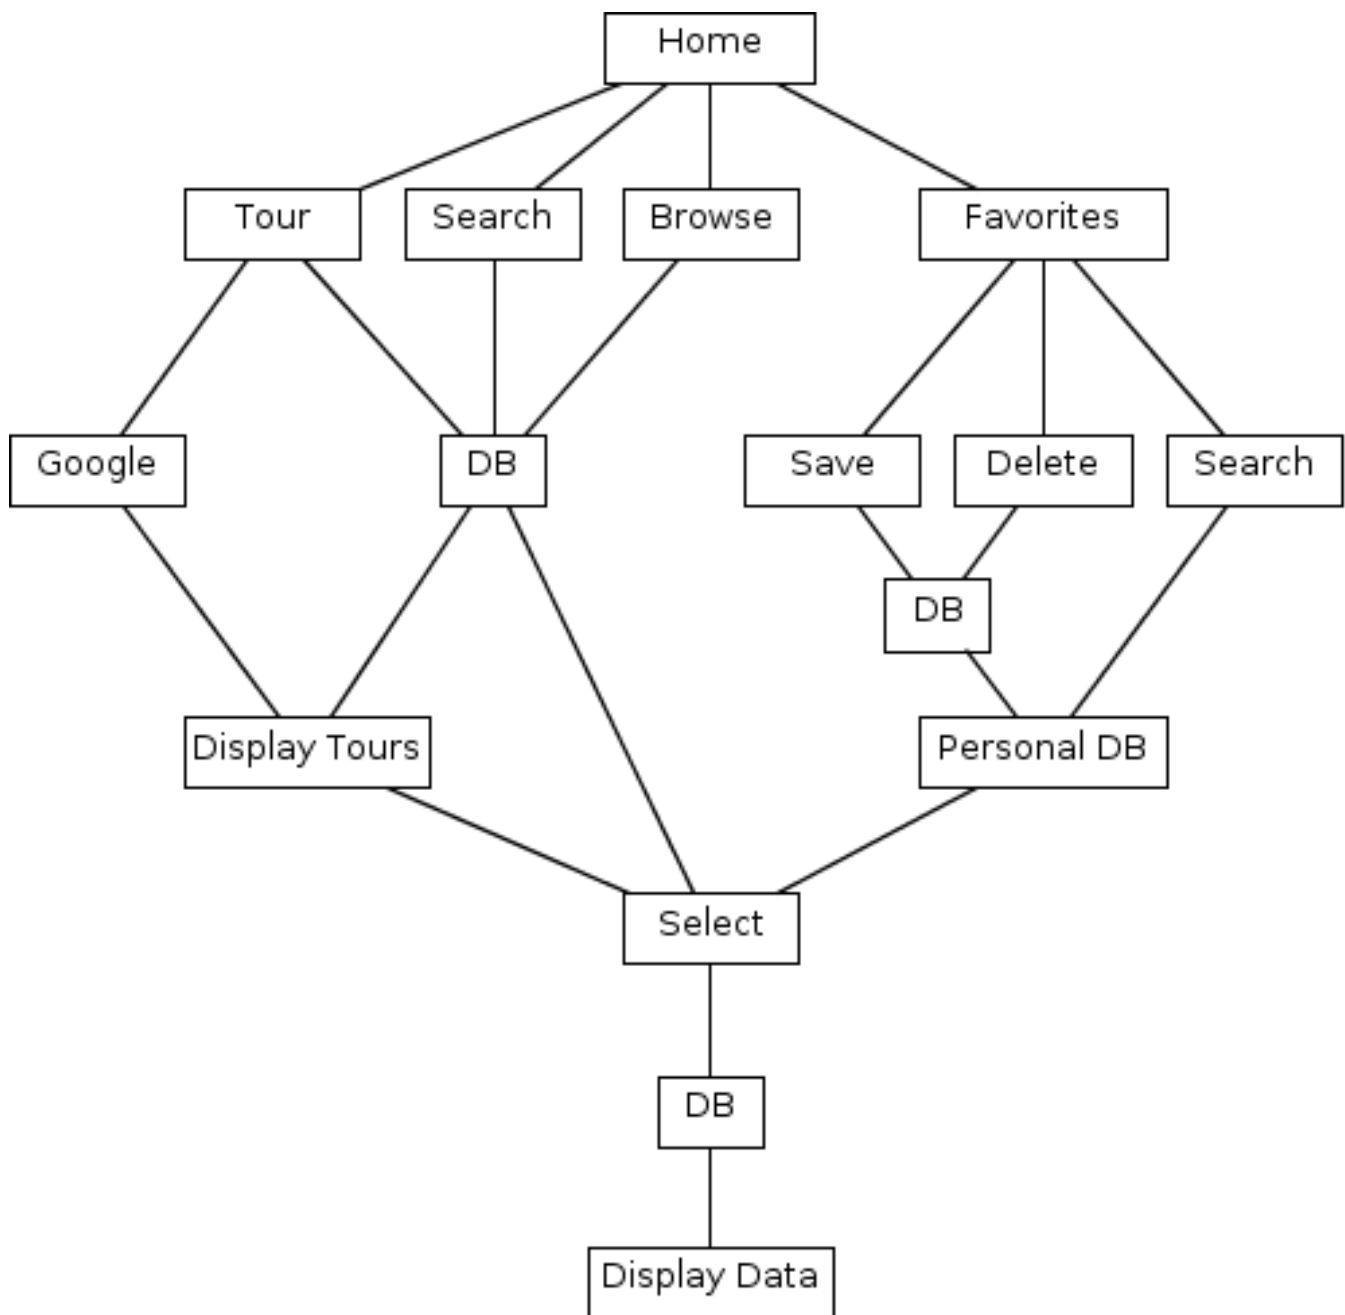 Home
Tour
Search
Browse
Favorites
Google
DB
Save
Delete
Search
DB
Display Tours
Personal DB
Select
DB
Display Data